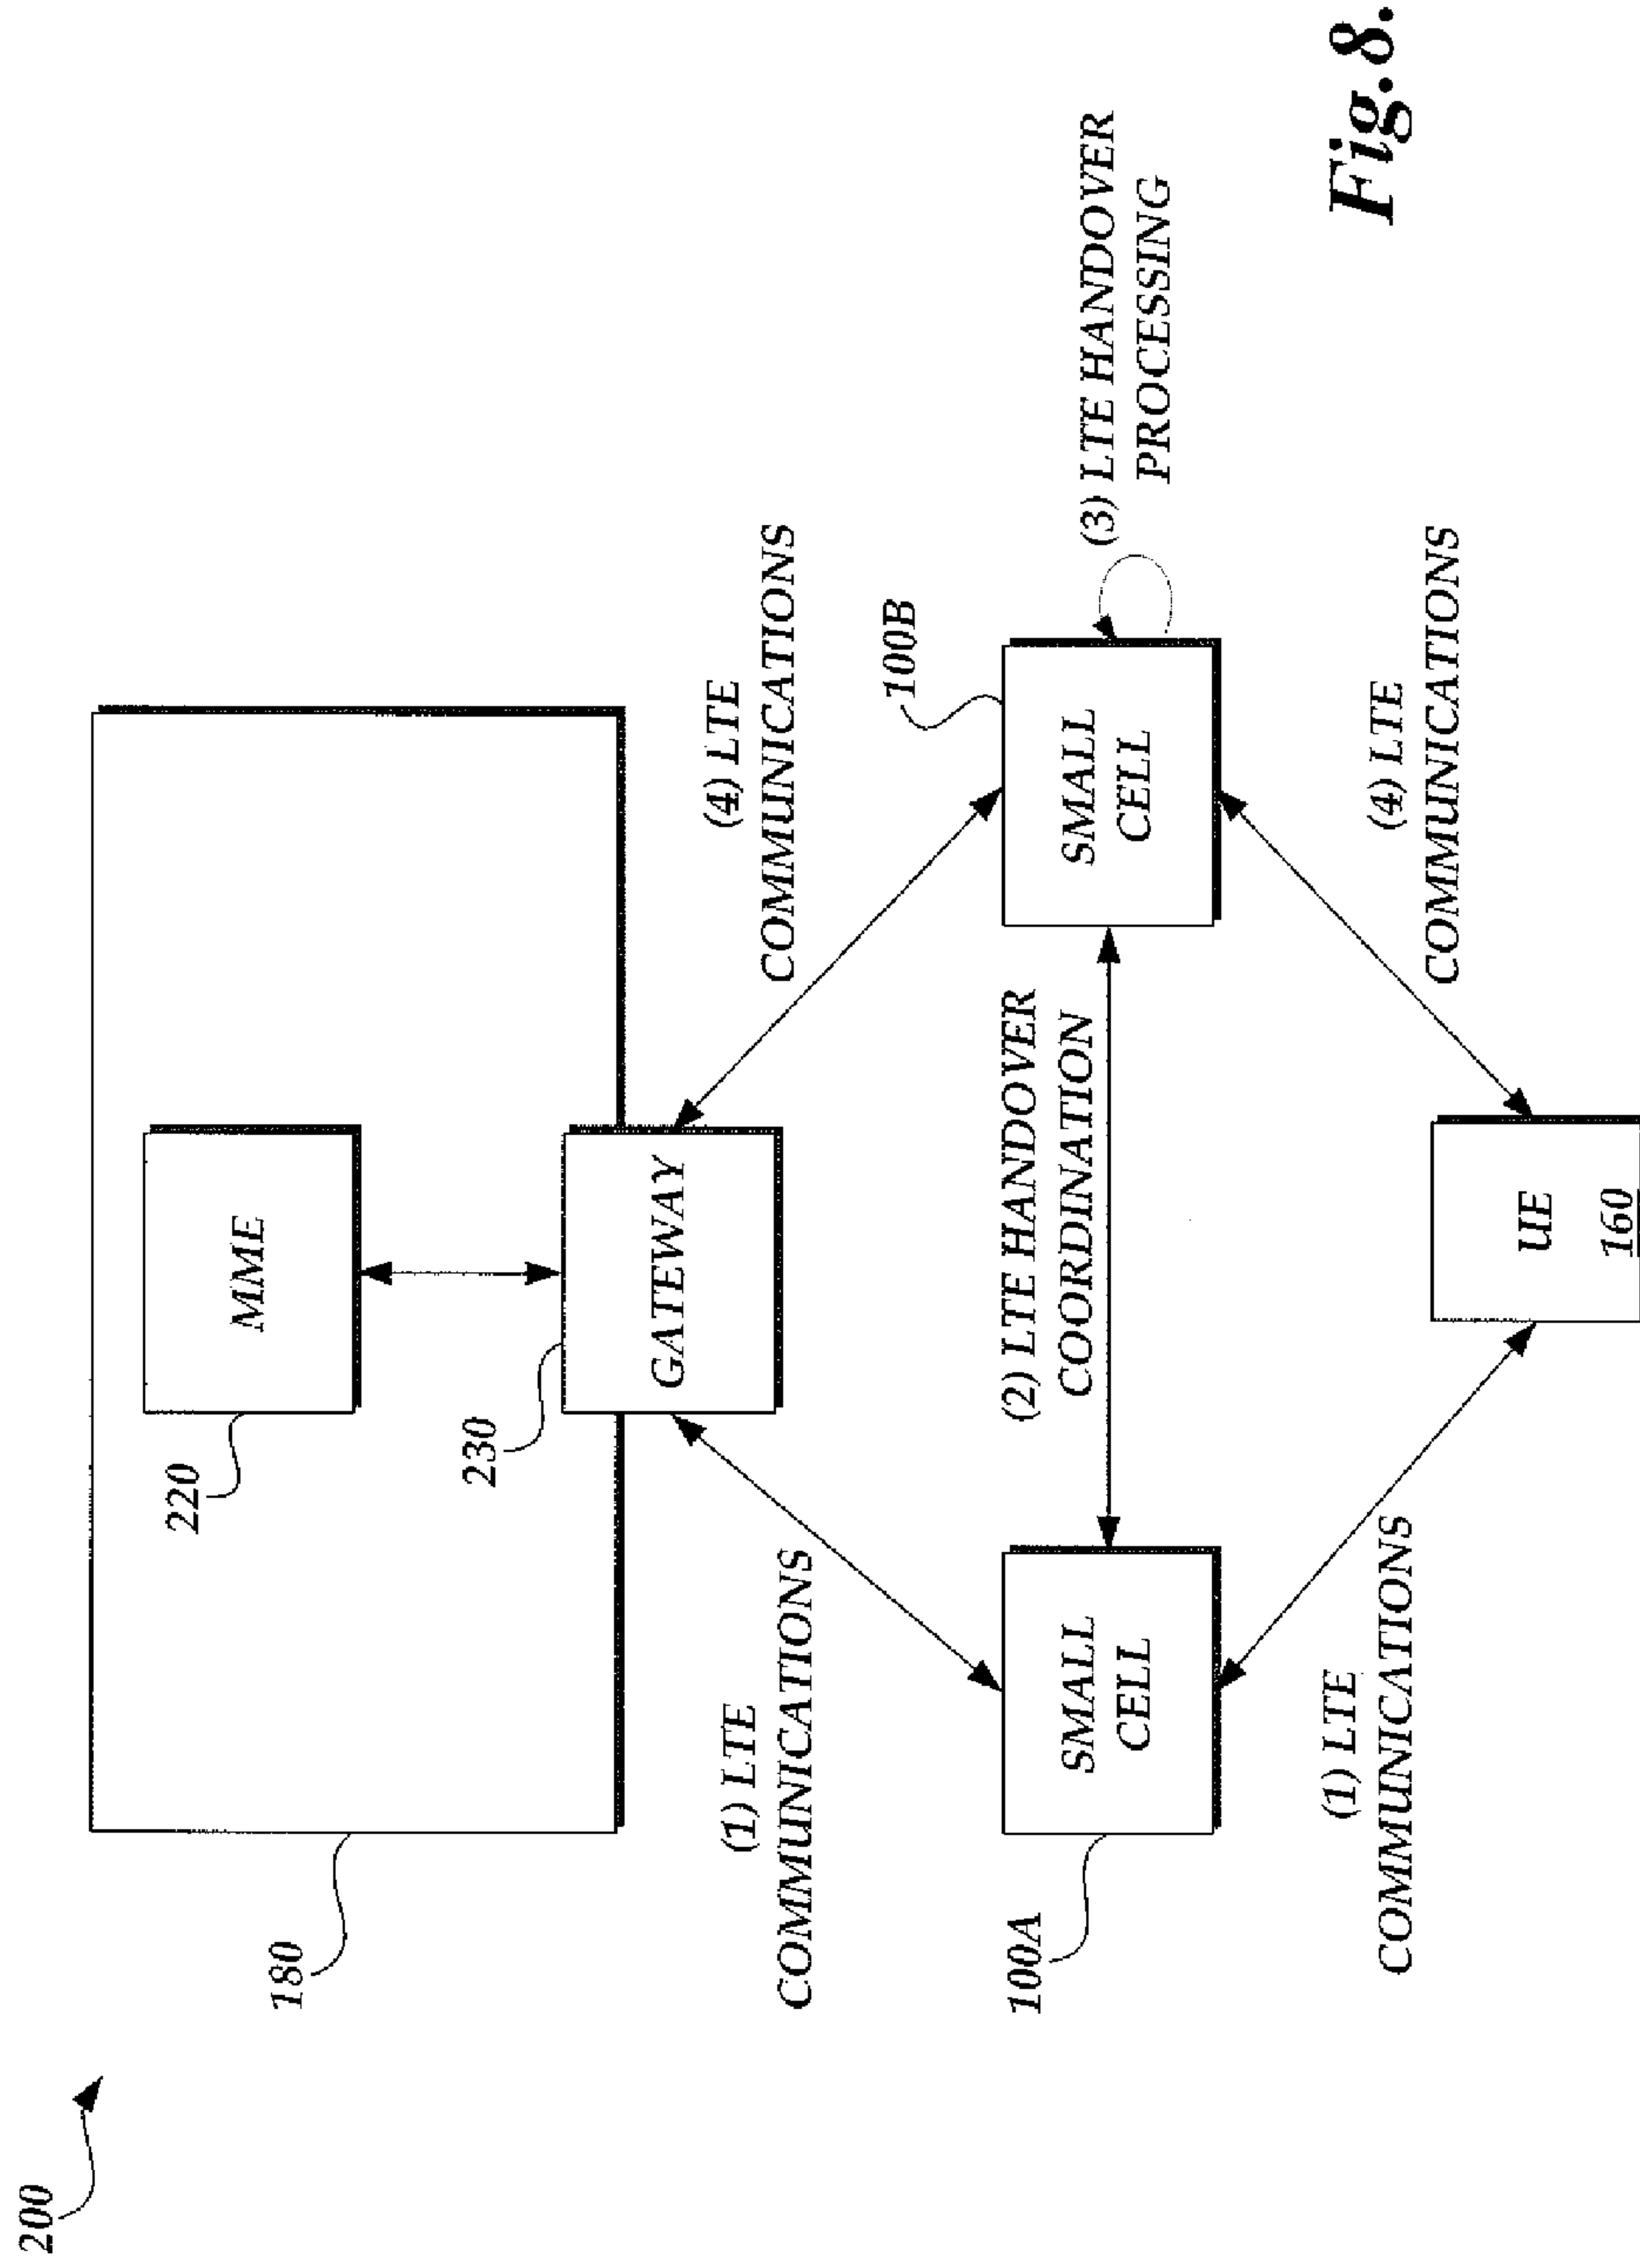 200
180
220
MME
230
GATEWAY
(1) LTE
COMMUNICATIONS
(4) LTE
COMMUNICATIONS
100A
SMALL
CELL
(2) LTE HANDOVER
COORDINATION
100B
SMALL
CELL
(3) LTE HANDOVER
PROCESSING
(1) LTE
COMMUNICATIONS
(4) LTE
COMMUNICATIONS
UE
160
Fig.8.